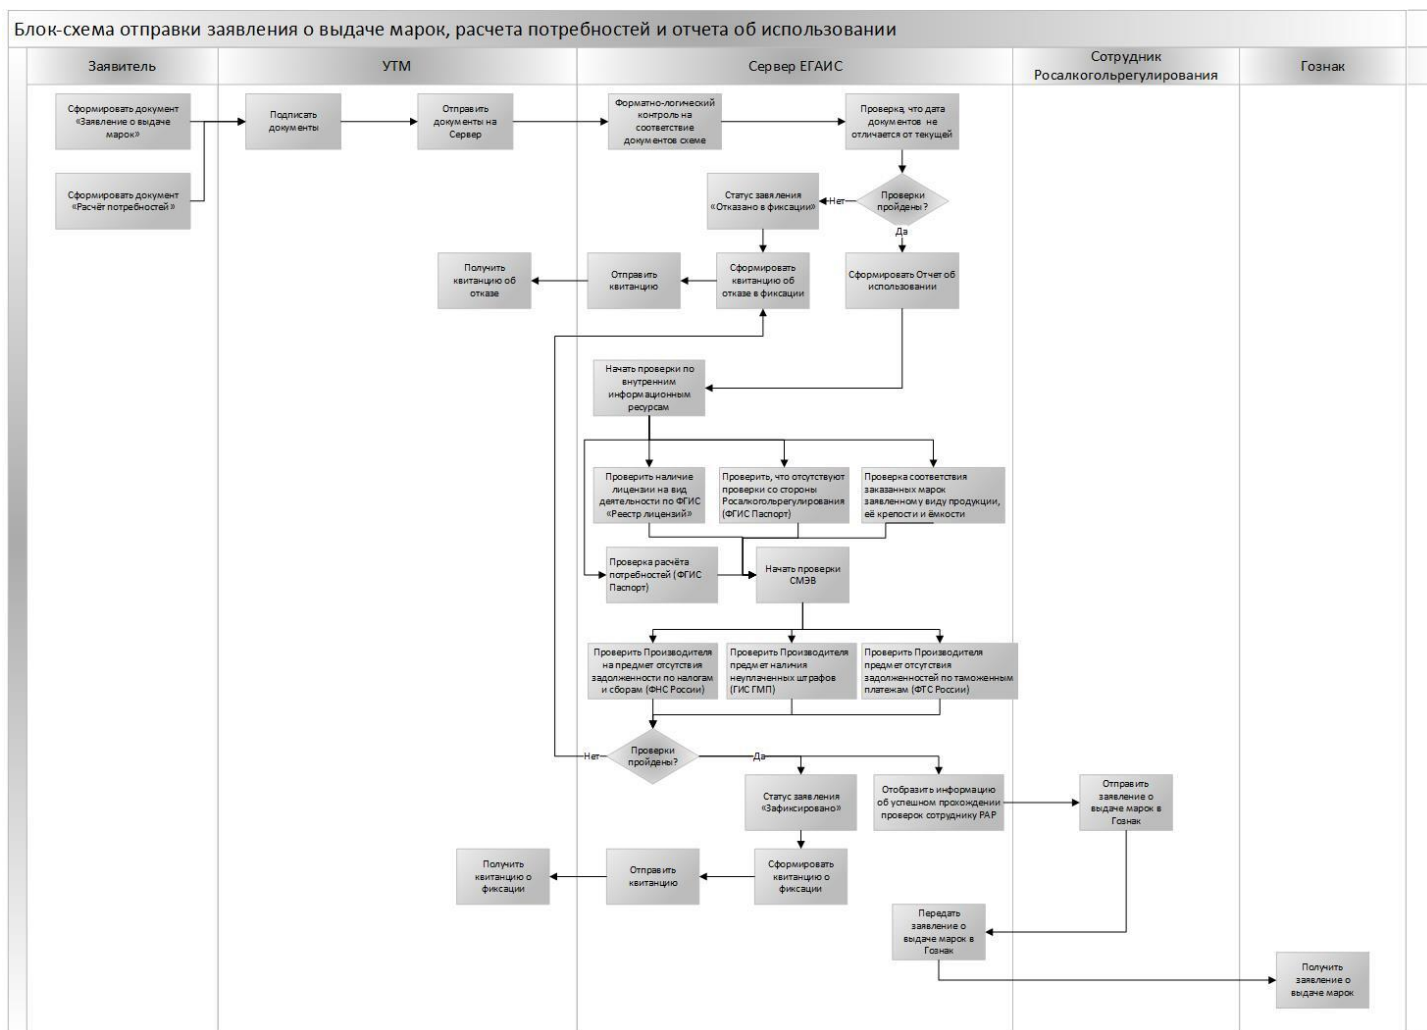 Блок-схема отправки заявления о выдаче марок, расчета потребностей и отчета об использовании
Заявитель
УТМ
Сервер ЕГАИС
Сотрудник
Росалкогольрегулирования
Гознак
Сформировать документ
«Заявление о выдаче
марок»
Подписать
документы
Отправить
документы на
Сервер
Форматно-логический
контроль на
соответствие
документов схеме
Проверка, что дата
документов не
отличается от текущей
Сформировать документ
«Расчёт потребностей»
Статус завяления
«Отказано в фиксации»
Нет
Проверки
пройдены?
Да
Получить
квитанцию об
отказе
Отправить
квитанцию
Сформировать
квитанцию об
отказе в фиксации
Сформировать Отчет об
использовании
Начать проверки по
внутренним
информационным
ресурсам
Проверить наличие
лицензии на вид
деятельности по ФГИС
«Реестр лицензий»
Проверить, что отсутствуют
проверки со стороны
Росалкогольрегулирования
(ФГИС Паспорт)
Проверка соответствия
заказанных марок
заявленному виду продукции,
её крепости и ёмкости
Проверка расчёта
потребностей (ФГИС
Паспорт)
Начать проверки
СМЭВ
Проверить Производителя
на предмет отсутствия
задолженности по налогам
и сборам (ФНС России)
Проверить Производителя
предмет наличия
неуплаченных штрафов
(ГИС ГМП)
Проверить Производителя
предмет отсутствия
задолженностей по таможенным
платежам (ФТС России)
Нет
Проверки
пройдены?
Да
Статус заявления
«Зафиксировано»
Отобразить информацию
об успешном прохождении
проверок сотруднику РАР
Отправить
заявление о
выдаче марок в
Гознак
Получить
квитанцию о
фиксации
Отправить
квитанцию
Сформировать
квитанцию о
фиксации
Передать
заявление о
выдаче марок в
Гознак
Получить
заявление о
выдаче марок